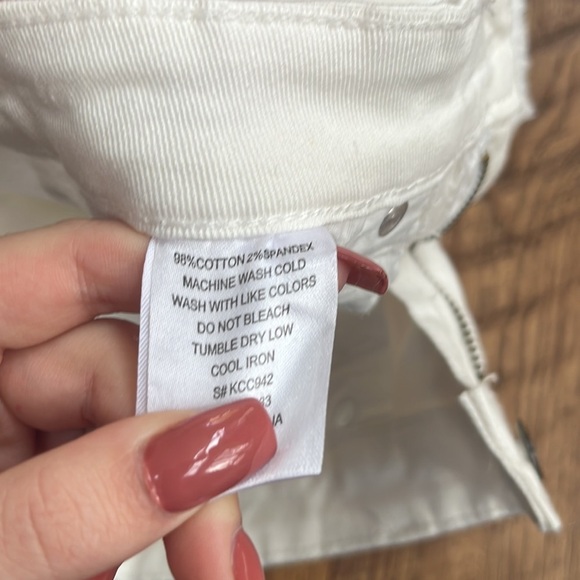 98%COTTON 2%SPANDEX
MACHINE WASH COLD
WASH WITH LIKE COLORS
DO NOT BLEACH
TUMBLE DRY LOW
COOL IRON
S# KCC942